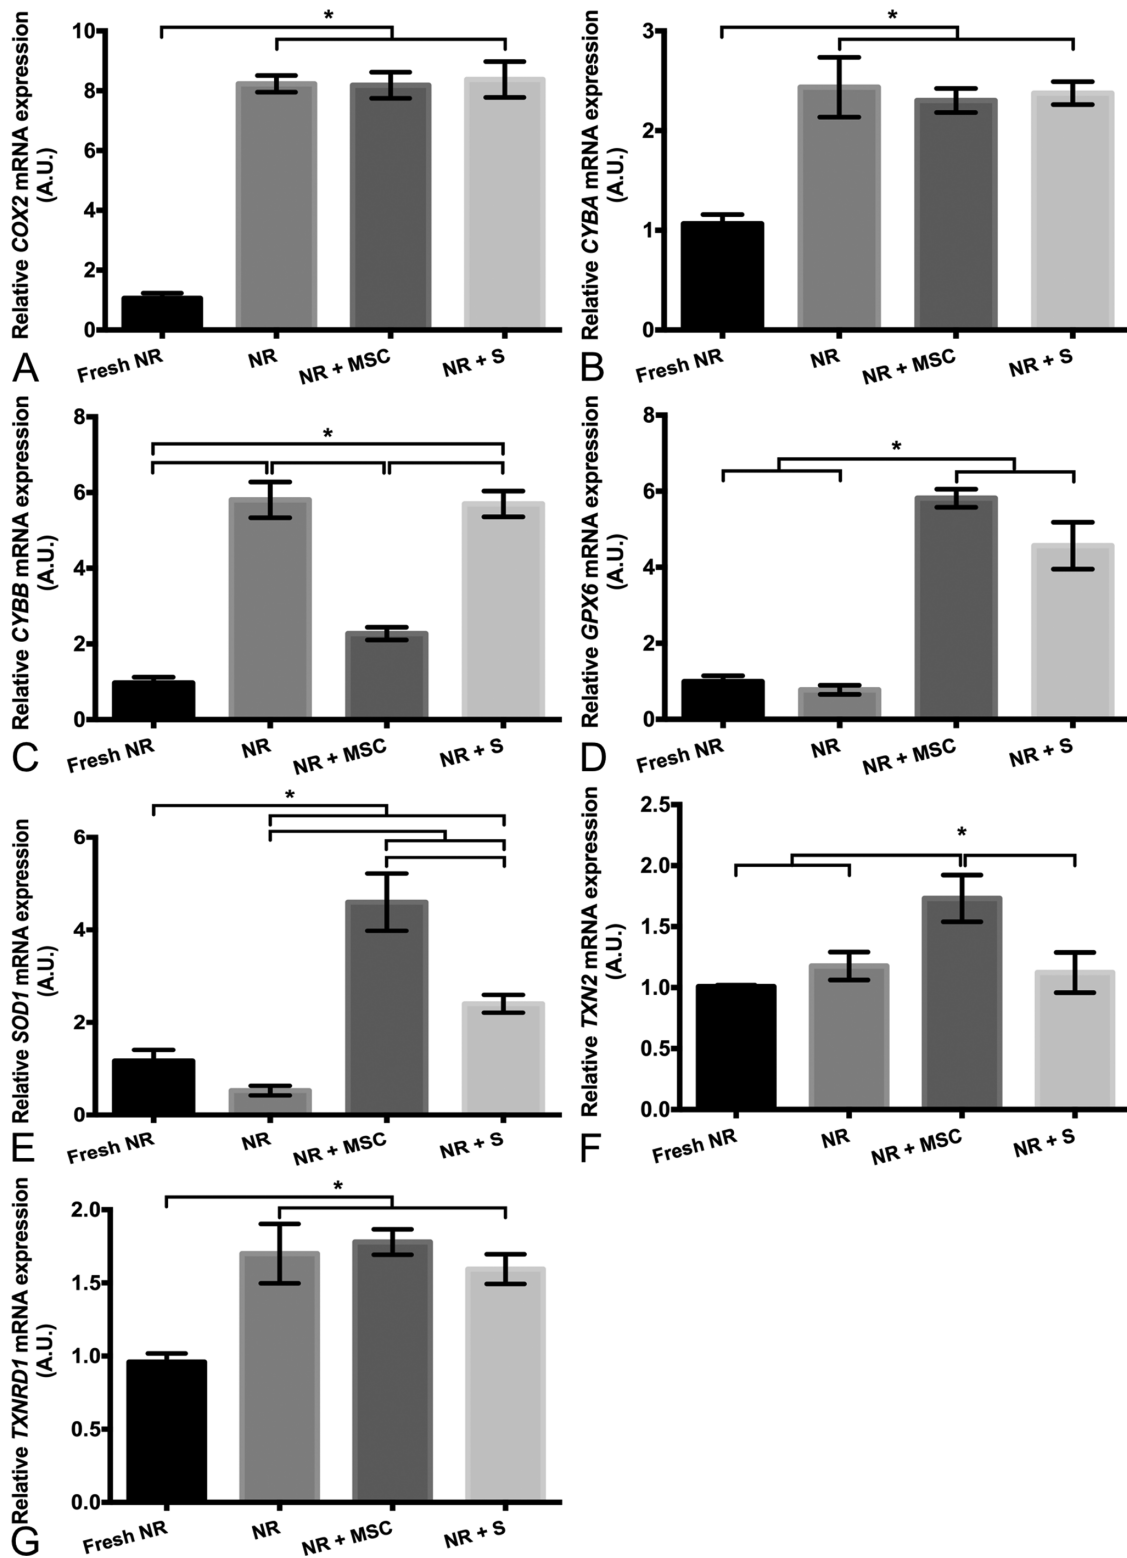 Relative COX2 mRNA expression
(A.U.)
10
8
6
4
2
0
*
Fresh NR
NR
NR + MSC
NR + S
A
Relative CYBA mRNA expression
(A.U.)
3
2
1
0
*
Fresh NR
NR
NR + MSC
NR + S
B
Relative CYBB mRNA expression
(A.U.)
8
6
4
2
0
*
Fresh NR
NR
NR + MSC
NR + S
C
Relative GPX6 mRNA expression
(A.U.)
8
6
4
2
0
*
Fresh NR
NR
NR + MSC
NR + S
D
Relative SOD1 mRNA expression
(A.U.)
6
4
2
0
*
Fresh NR
NR
NR + MSC
NR + S
E
Relative TXN2 mRNA expression
(A.U.)
2.5
2.0
1.5
1.0
0.5
0.0
*
Fresh NR
NR
NR + MSC
NR + S
F
Relative TXNRD1 mRNA expression
(A.U.)
2.0
1.5
1.0
0.5
0.0
*
Fresh NR
NR
NR + MSC
NR + S
G